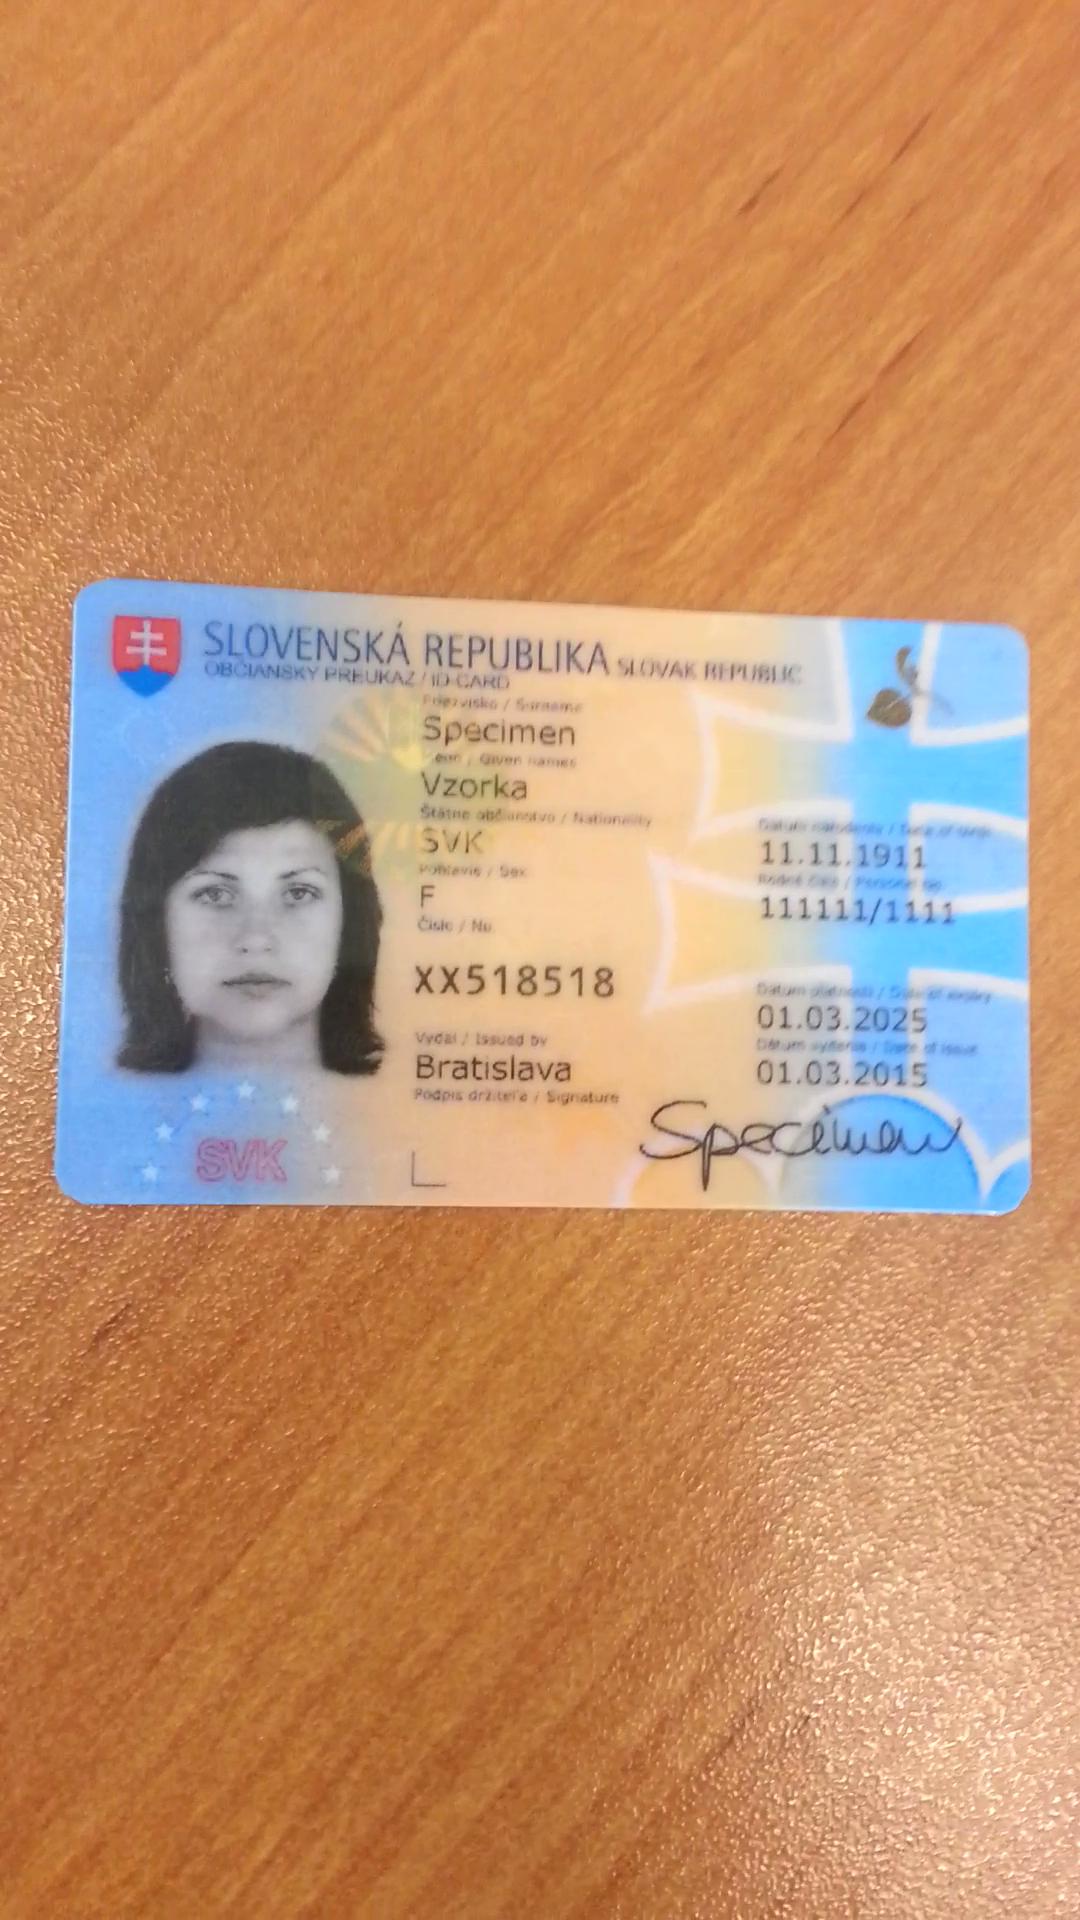 SLOVENSKÁ REPUBLIKA SLOVAK REPUBLIC
OBČIANSKY PREUKAZ / ID CARD
Priezvisko / Surname
Specimen
Meno / Given names
Vzorka
Štátne občianstvo / Nationality
SVK
Pohlavie / Sex
F
Číslo / No.
XX518518
Vydal / Issued by
Bratislava
Podpis držiteľa / Signature
Dátum narodenia / Date of birth
11.11.1911
Rodné číslo / Personal no.
111111/1111
Dátum platnosti / Date of expiry
01.03.2025
Dátum vydania / Date of issue
01.03.2015
Specimen
SVK